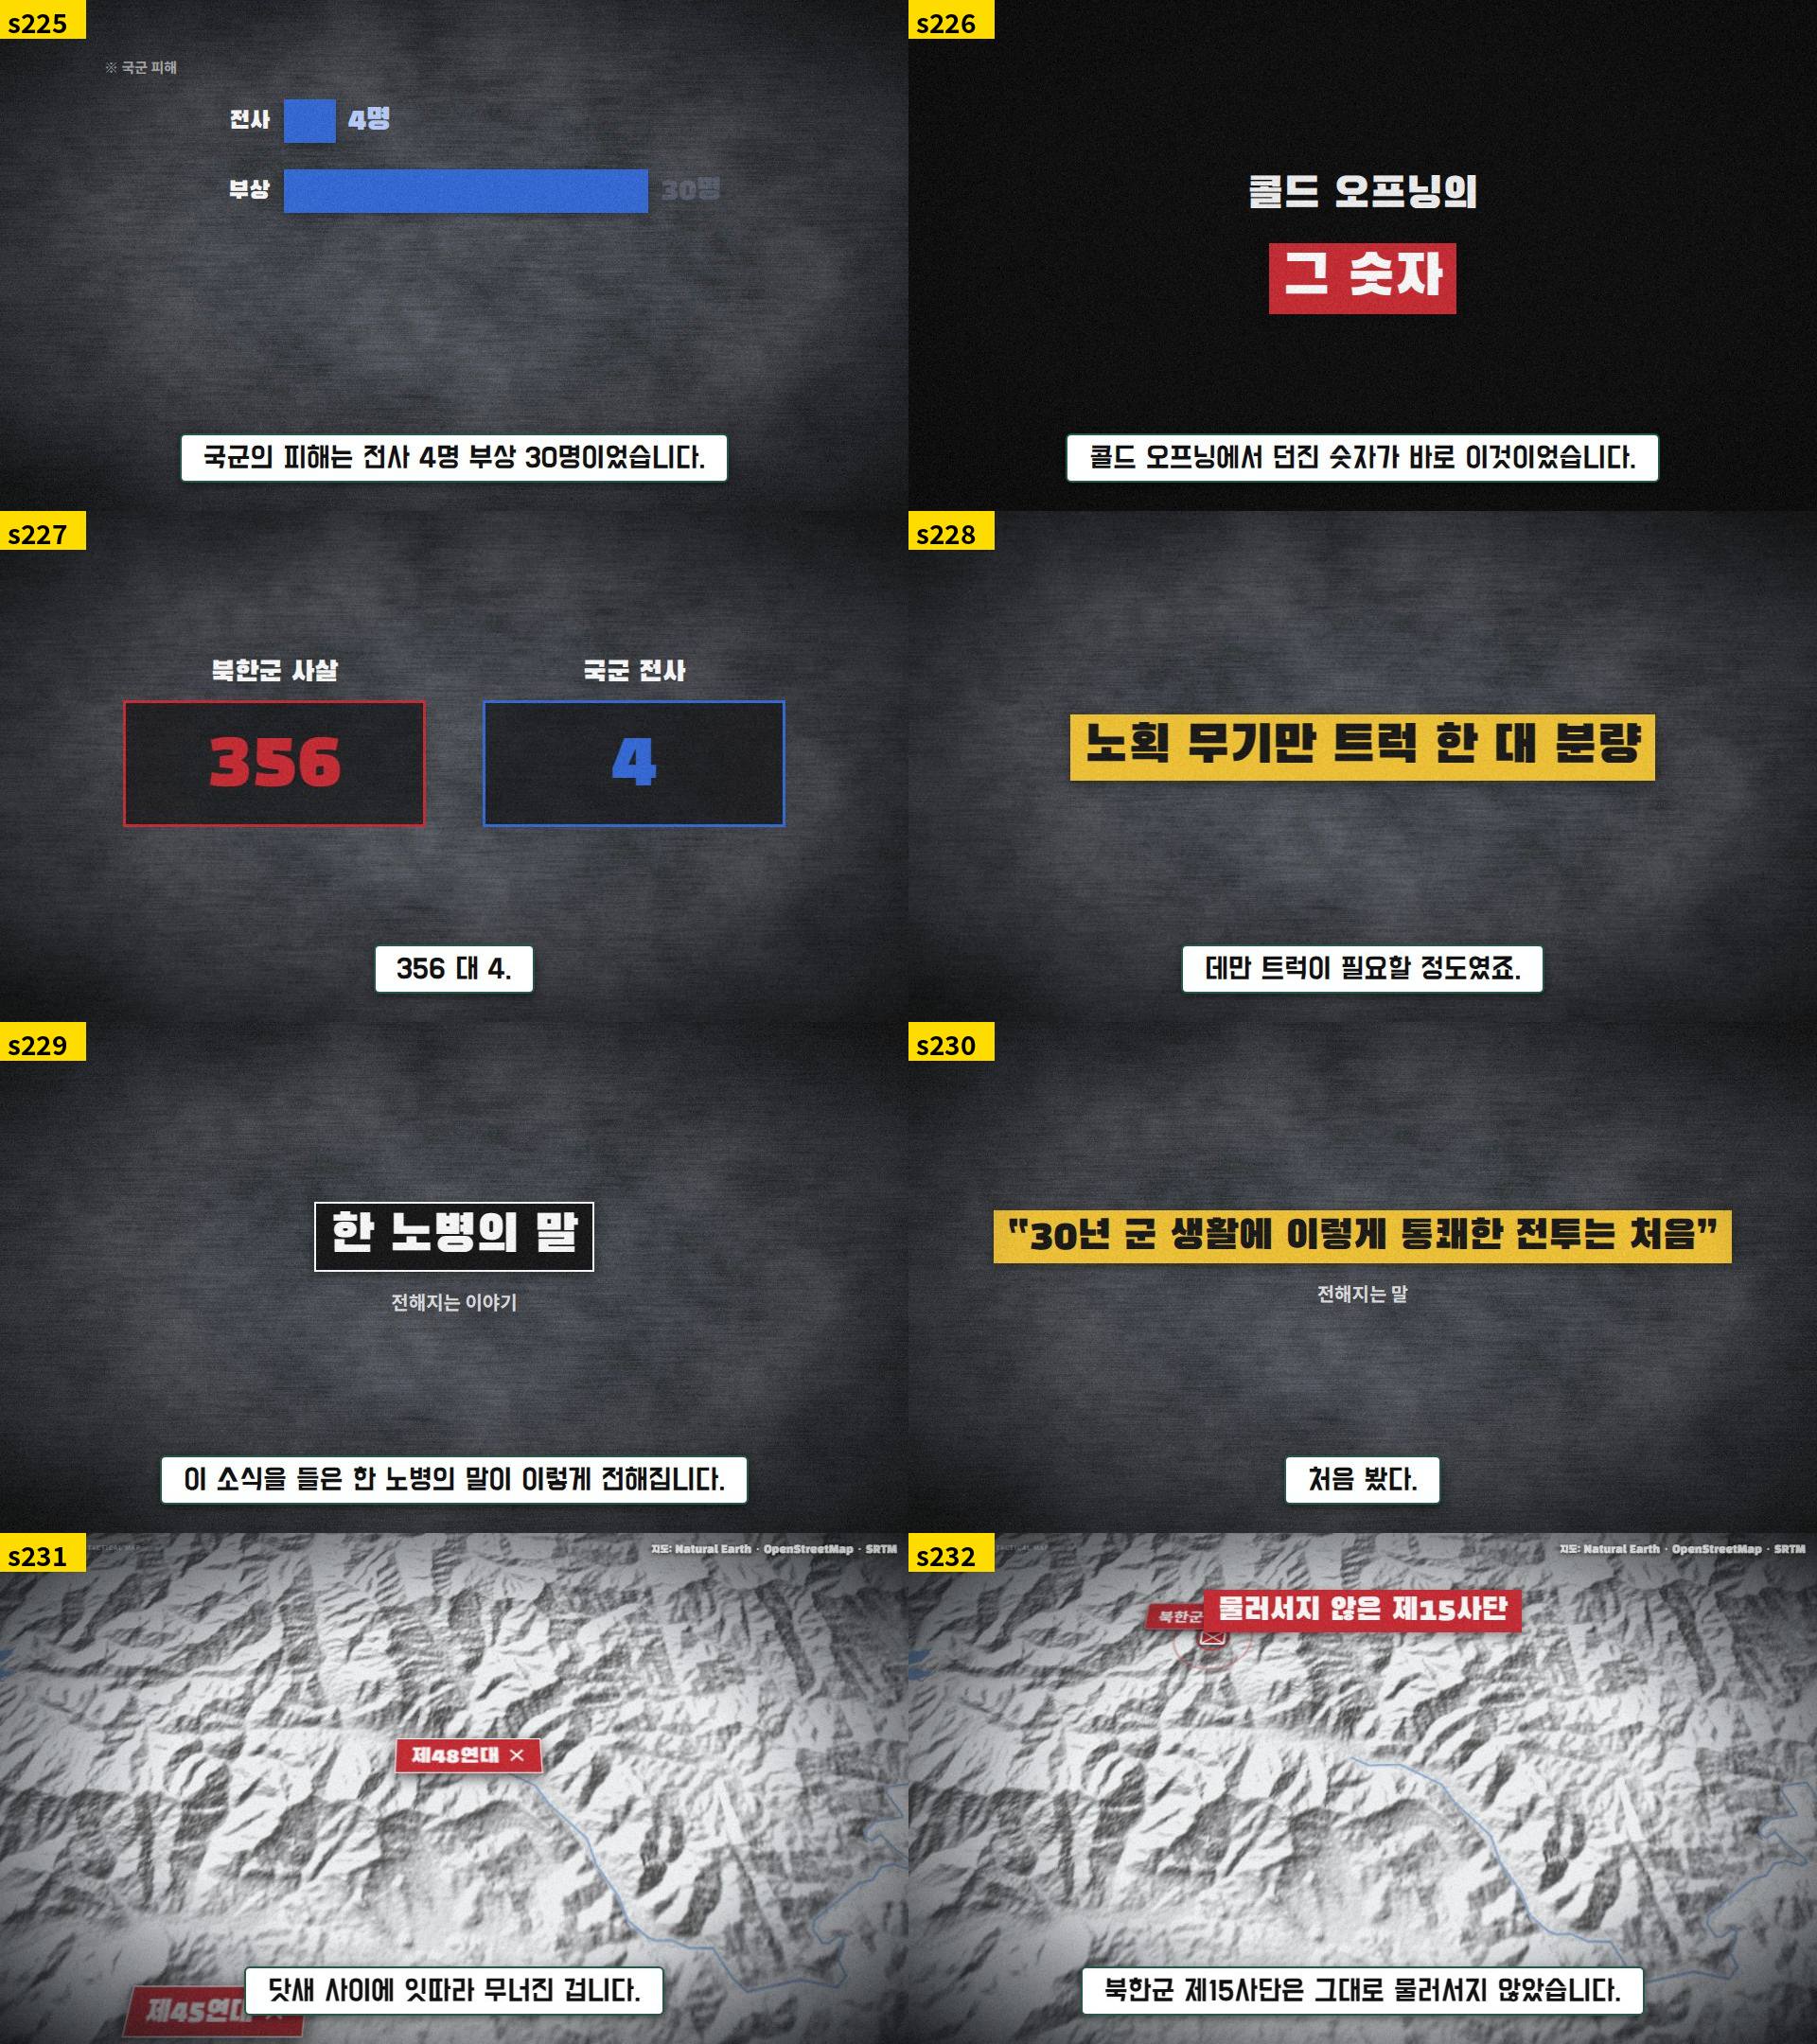 s225
※ 국군 피해
전사 4명
부상 30명
국군의 피해는 전사 4명 부상 30명이었습니다.
s226
콜드 오프닝의
그 숫자
콜드 오프닝에서 던진 숫자가 바로 이것이었습니다.
s227
북한군 사살
356
국군 전사
4
356 대 4.
s228
노획 무기만 트럭 한 대 분량
데만 트럭이 필요할 정도였죠.
s229
한 노병의 말
전해지는 이야기
이 소식을 들은 한 노병의 말이 이렇게 전해집니다.
s230
"30년 군 생활에 이렇게 통쾌한 전투는 처음"
전해지는 말
처음 봤다.
s231
TACTICAL MAP
지도: Natural Earth · OpenStreetMap · SRTM
제48연대 ✕
제45연대
닷새 사이에 잇따라 무너진 겁니다.
s232
TACTICAL MAP
지도: Natural Earth · OpenStreetMap · SRTM
북한군
물러서지 않은 제15사단
북한군 제15사단은 그대로 물러서지 않았습니다.